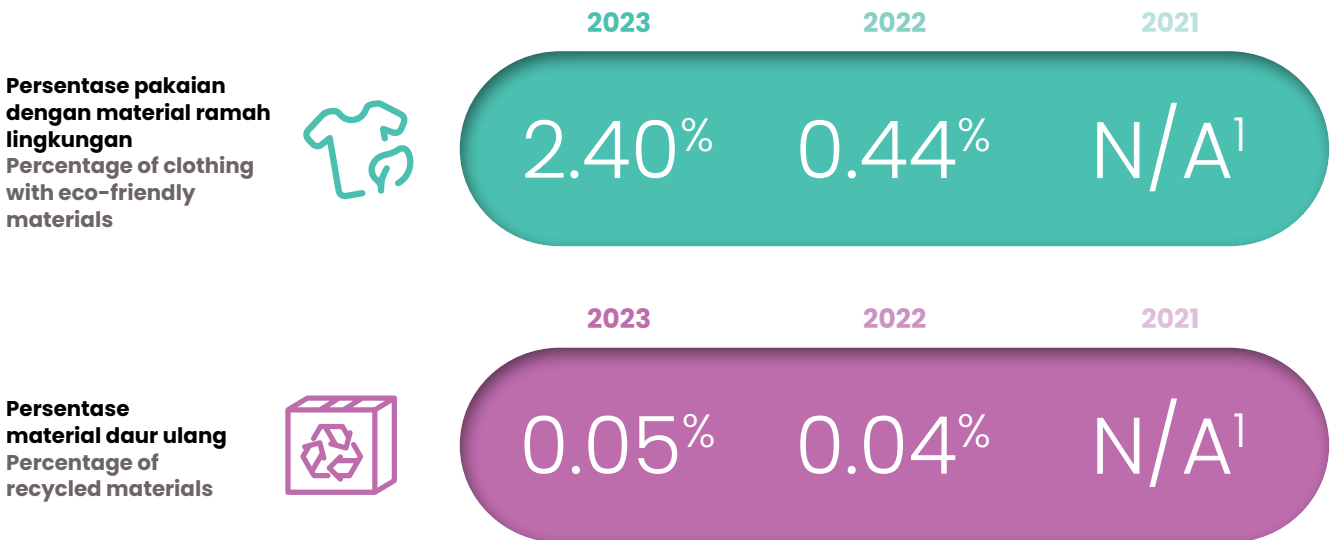 2023 2022 2021
Persentase pakaian
dengan material ramah
lingkungan
Percentage of clothing
with eco-friendly
materials
2.40% 0.44% N/A1
2023 2022 2021
Persentase
material daur ulang
Percentage of
recycled materials
0.05% 0.04% N/A1